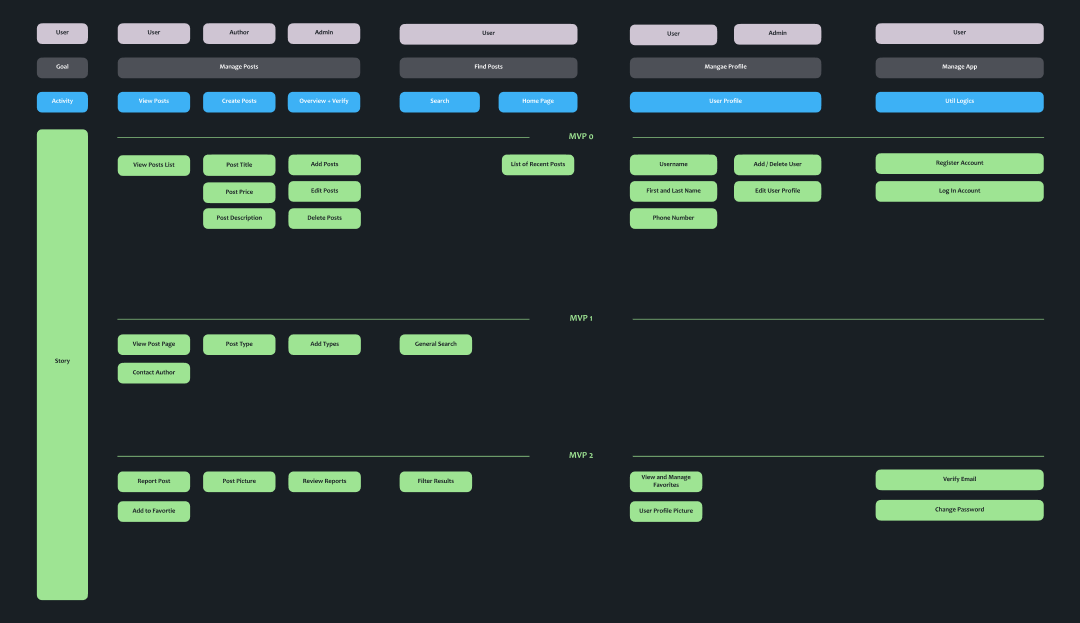 User
User
Author
Admin
User
User
Admin
User
Goal
Manage Posts
Find Posts
Mangae Profile
Manage App
Activity
View Posts
Create Posts
Overview + Verify
Search
Home Page
User Profile
Util Logics
Story
MVP 0
View Posts List
Post Title
Add Posts
List of Recent Posts
Username
Add / Delete User
Register Account
Post Price
Edit Posts
First and Last Name
Edit User Profile
Log In Account
Post Description
Delete Posts
Phone Number
MVP 1
View Post Page
Post Type
Add Types
General Search
Contact Author
MVP 2
Report Post
Post Picture
Review Reports
Filter Results
View and Manage
Favorites
Verify Email
Add to Favortie
User Profile Picture
Change Password